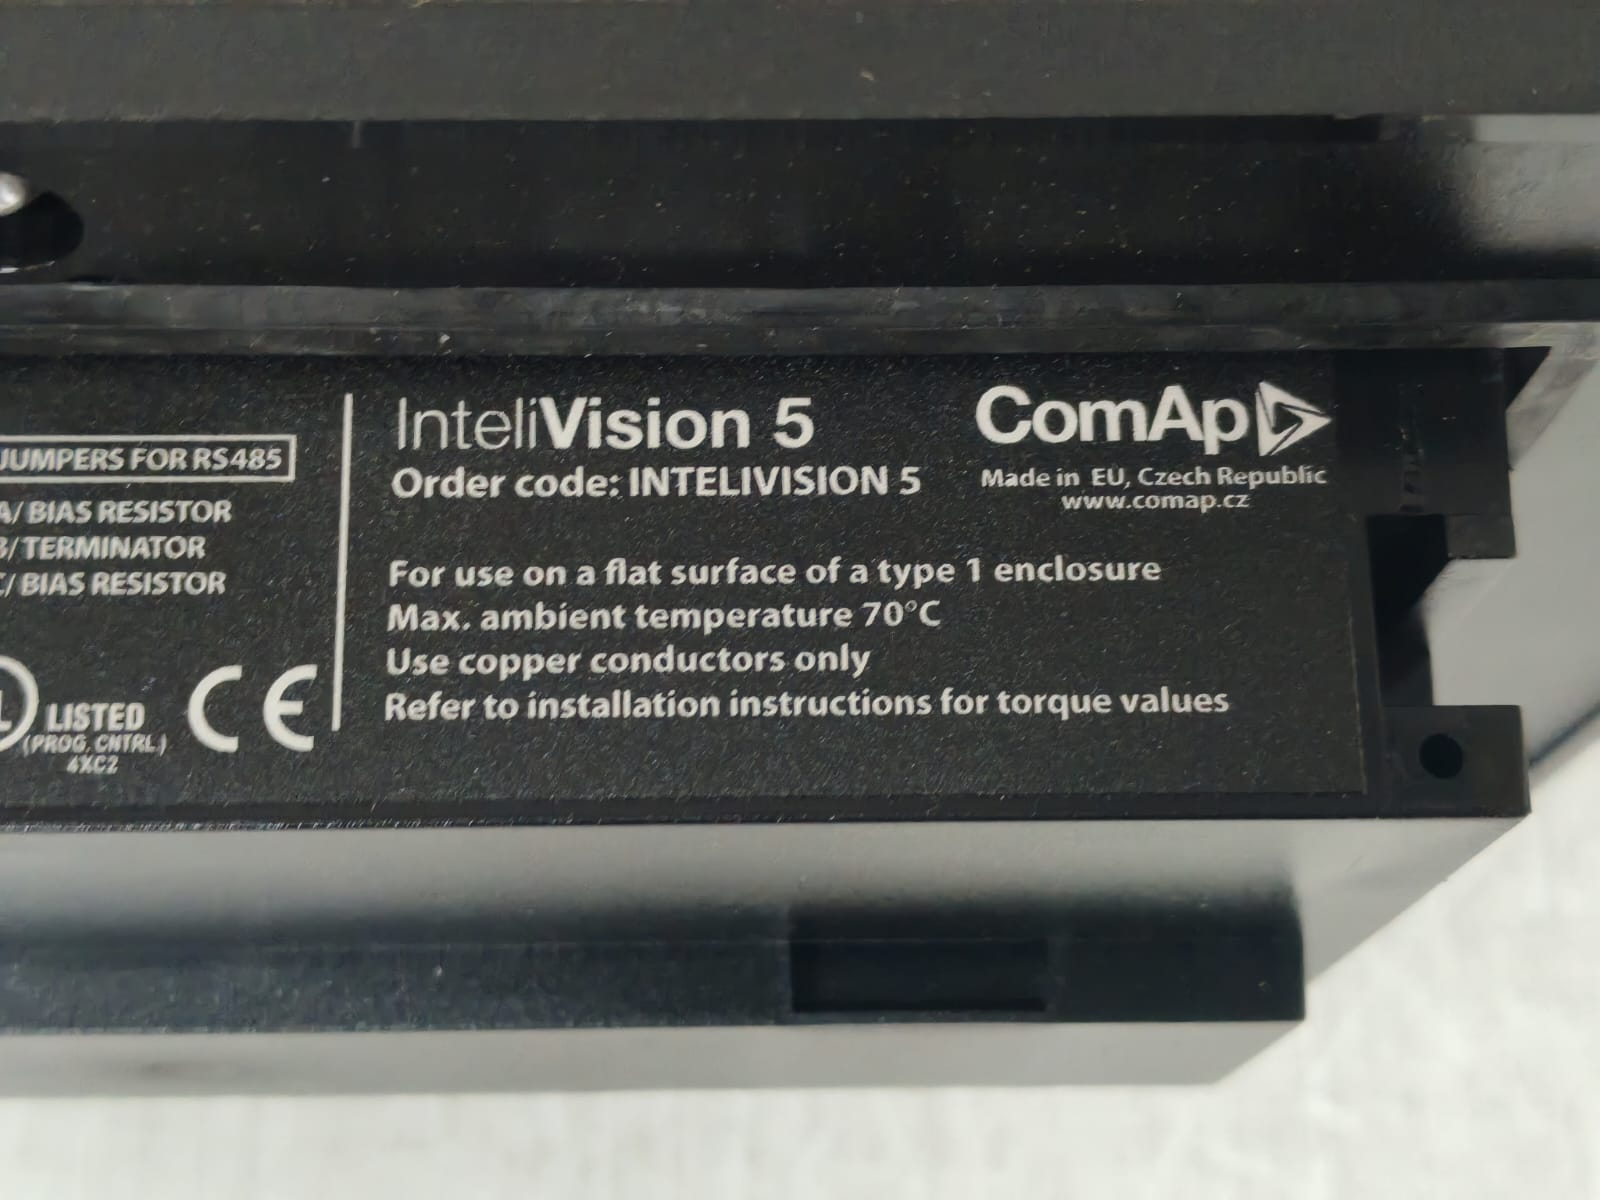 JUMPERS FOR RS485
A/ BIAS RESISTOR
B/ TERMINATOR
C/ BIAS RESISTOR
LISTED
(PROG. CNTRL)
4XC2
CE
InteliVision 5
Order code: INTELIVISION 5
ComAp
Made in EU, Czech Republic
www.comap.cz
For use on a flat surface of a type 1 enclosure
Max. ambient temperature 70°C
Use copper conductors only
Refer to installation instructions for torque values